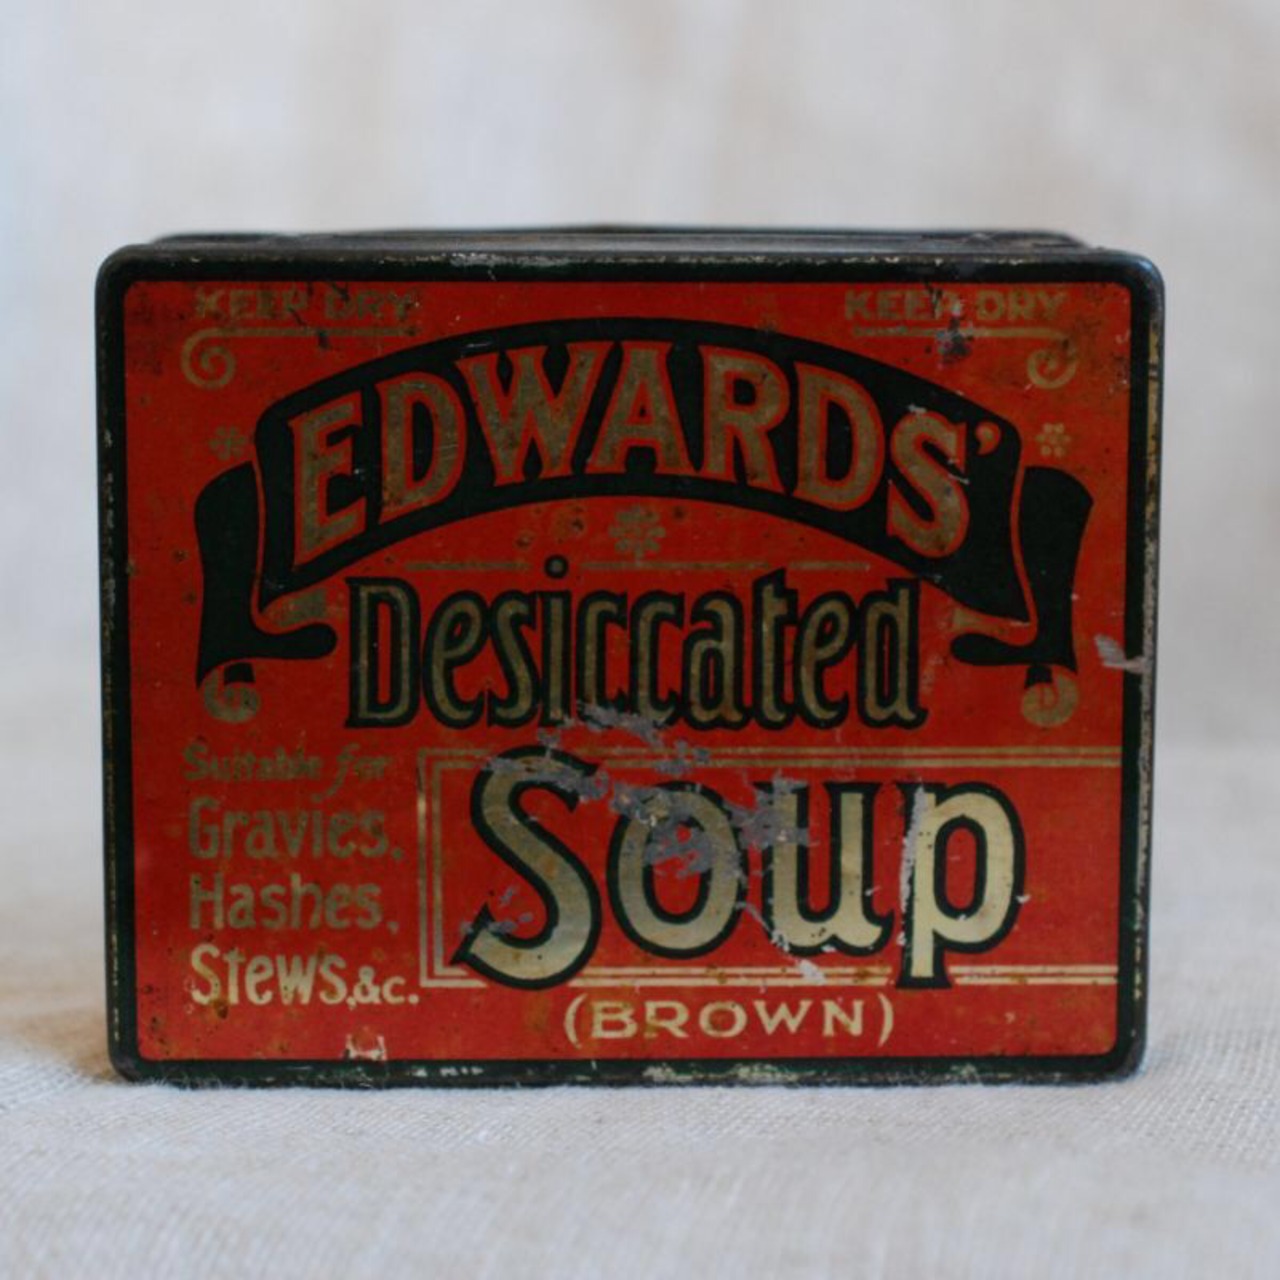 KEEP DRY KEEP DRY
EDWARDS'
Desiccated
Soup
(BROWN)
Suitable for
Gravies,
Hashes,
Stews,&c.